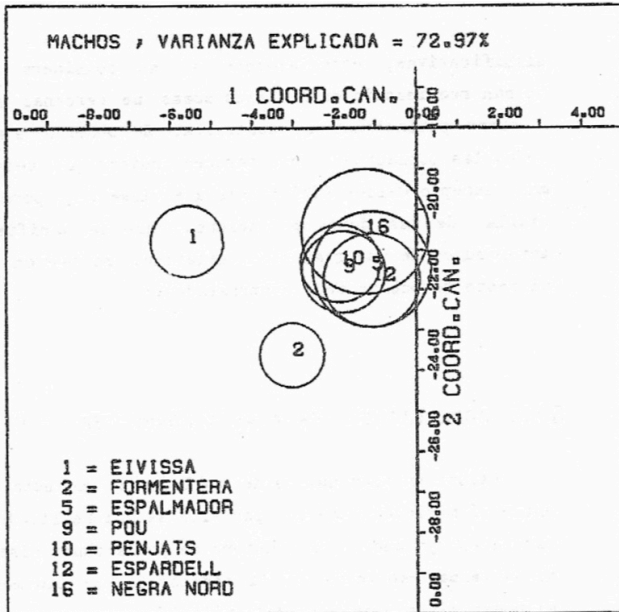 MACHOS , VARIANZA EXPLICADA = 72.97%
1 COORD.CAN.
0.00 -8.00 -6.00 -4.00 -2.00 0.00 2.00 4.00
-20.00
-22.00
-24.00
-26.00
-28.00
0.00
2 COORD.CAN.
1
16
10
5
9
12
2
1 = EIVISSA
2 = FORMENTERA
5 = ESPALMADOR
9 = POU
10 = PENJATS
12 = ESPARDELL
16 = NEGRA NORD